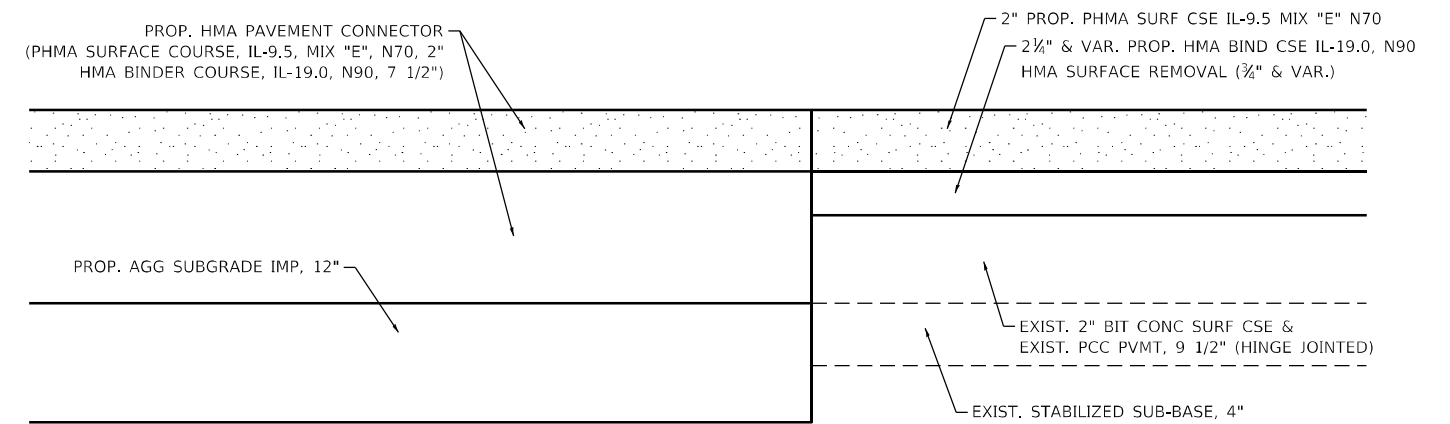 PROP. HMA PAVEMENT CONNECTOR
(PHMA SURFACE COURSE, IL-9.5, MIX "E", N70, 2"
HMA BINDER COURSE, IL-19.0, N90, 7 1/2")
2" PROP. PHMA SURF CSE IL-9.5 MIX "E" N70
2¼" & VAR. PROP. HMA BIND CSE IL-19.0, N90
HMA SURFACE REMOVAL (¾" & VAR.)
PROP. AGG SUBGRADE IMP, 12"
EXIST. 2" BIT CONC SURF CSE &
EXIST. PCC PVMT, 9 1/2" (HINGE JOINTED)
EXIST. STABILIZED SUB-BASE, 4"